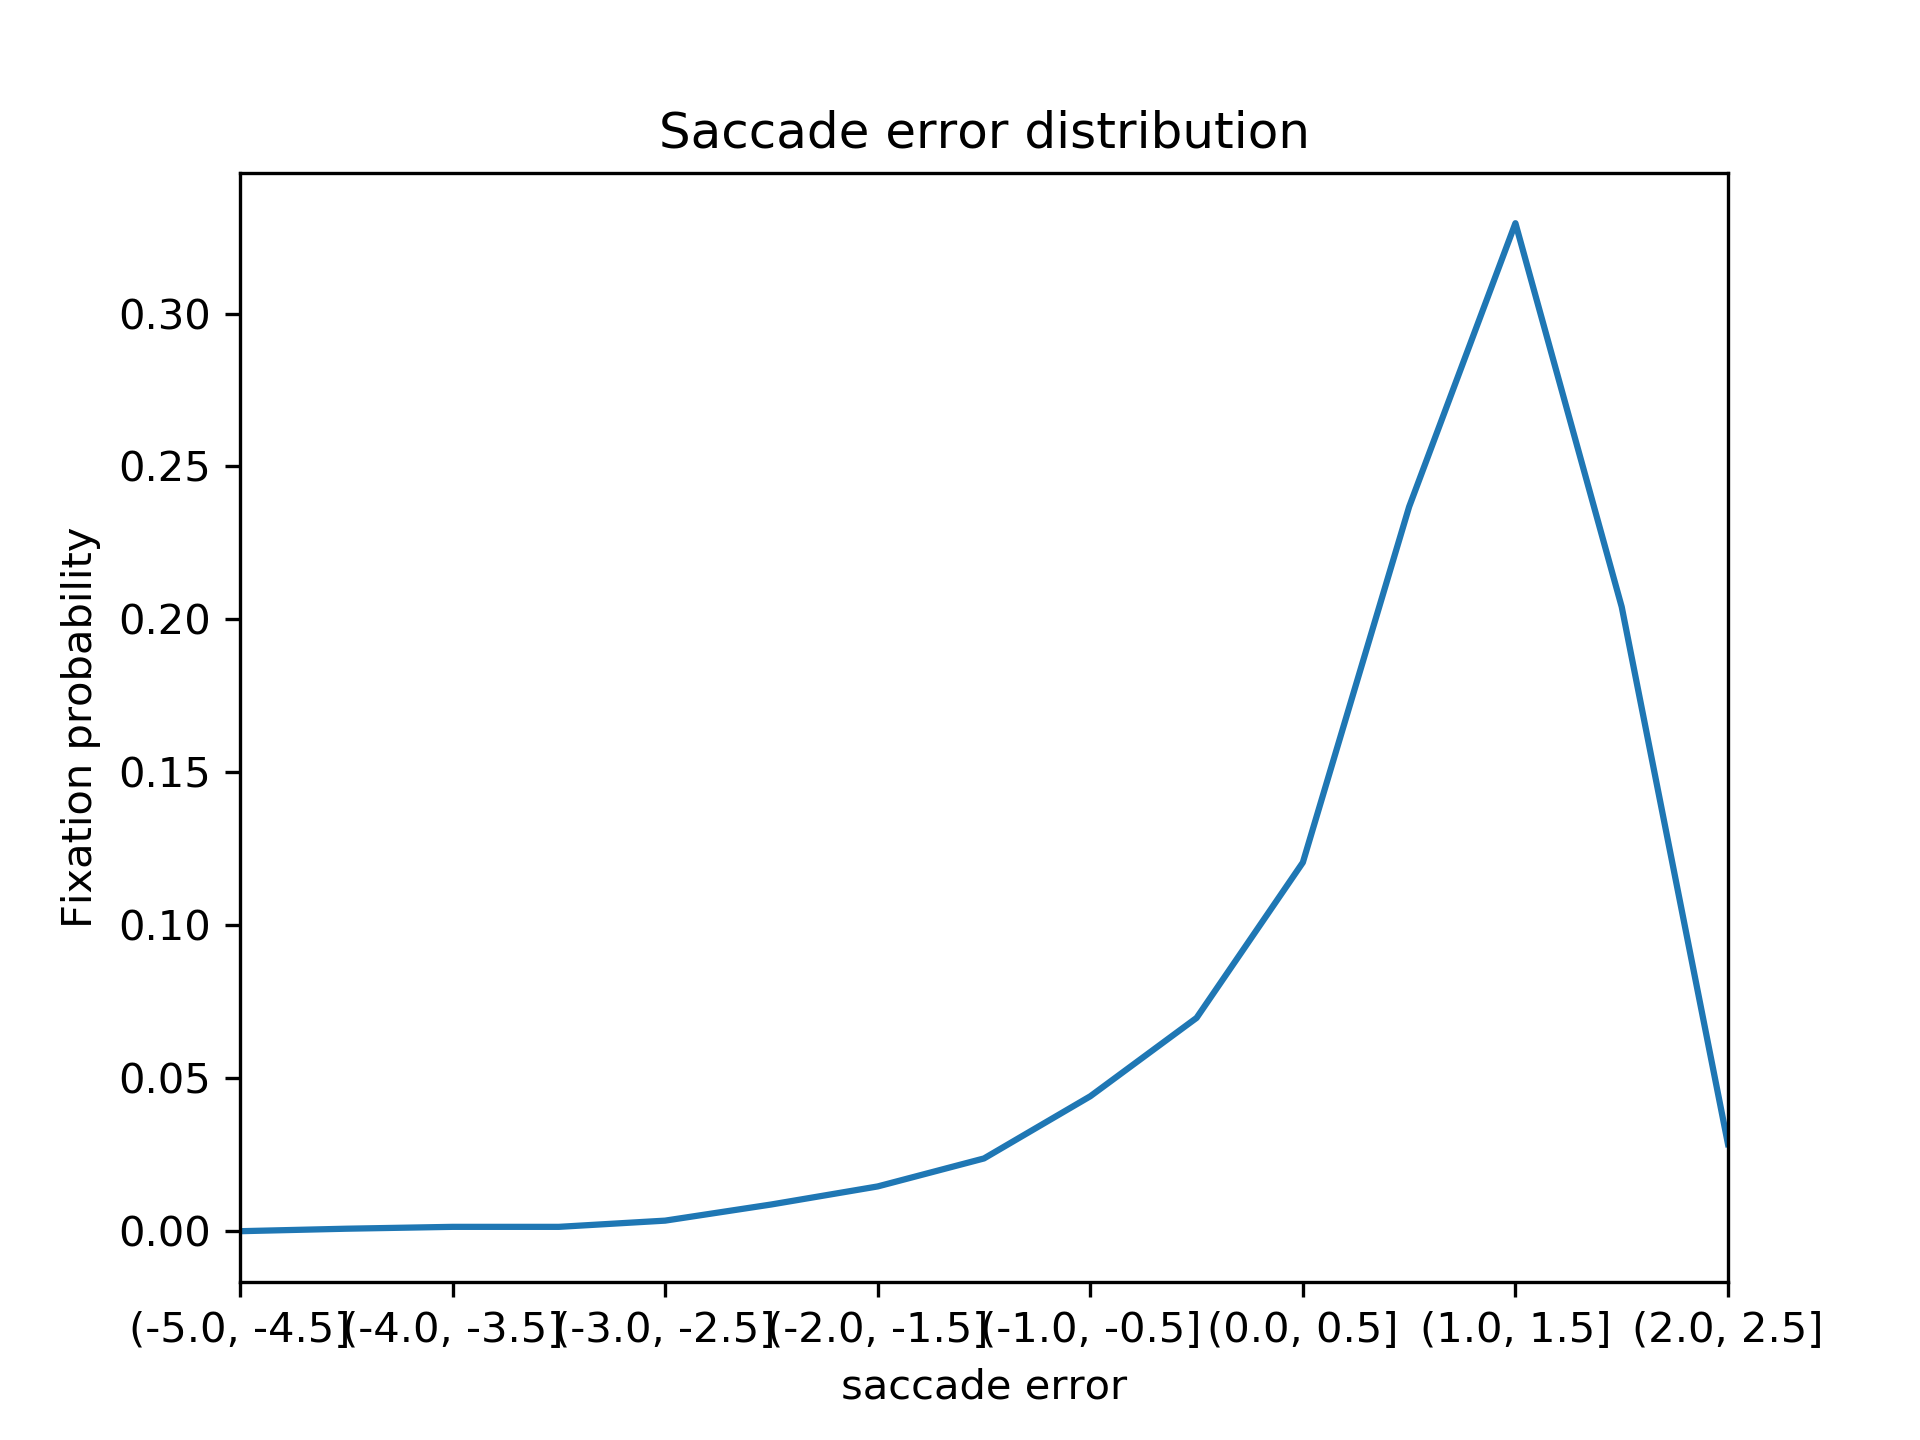 Saccade error distribution
Fixation probability
0.30
0.25
0.20
0.15
0.10
0.05
0.00
(-5.0, -4.5] (-4.0, -3.5] (-3.0, -2.5] (-2.0, -1.5] (-1.0, -0.5] (0.0, 0.5] (1.0, 1.5] (2.0, 2.5]
saccade error